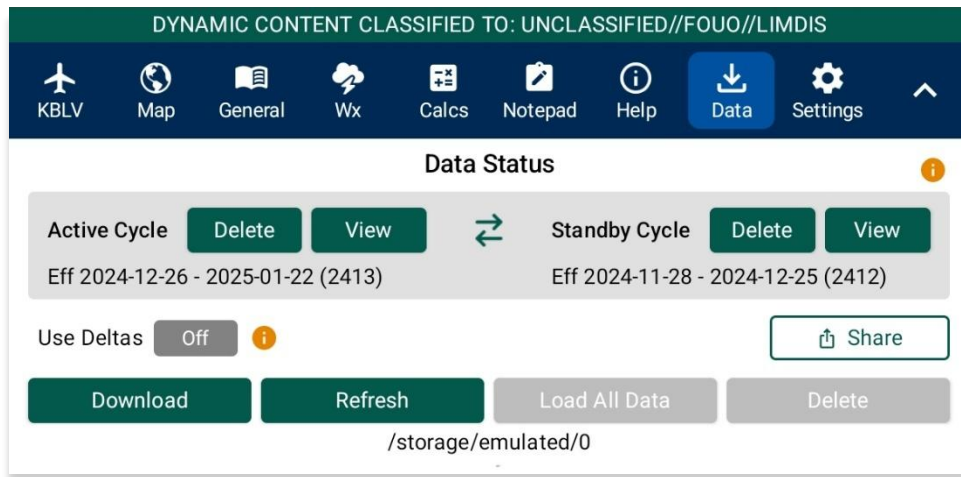 DYNAMIC CONTENT CLASSIFIED TO: UNCLASSIFIED//FOUO//LIMDIS
KBLV Map General Wx Calcs Notepad Help Data Settings
Data Status
Active Cycle Delete View Standby Cycle Delete View
Eff 2024-12-26 - 2025-01-22 (2413) Eff 2024-11-28 - 2024-12-25 (2412)
Use Deltas Off Share
Download Refresh Load All Data Delete
/storage/emulated/0